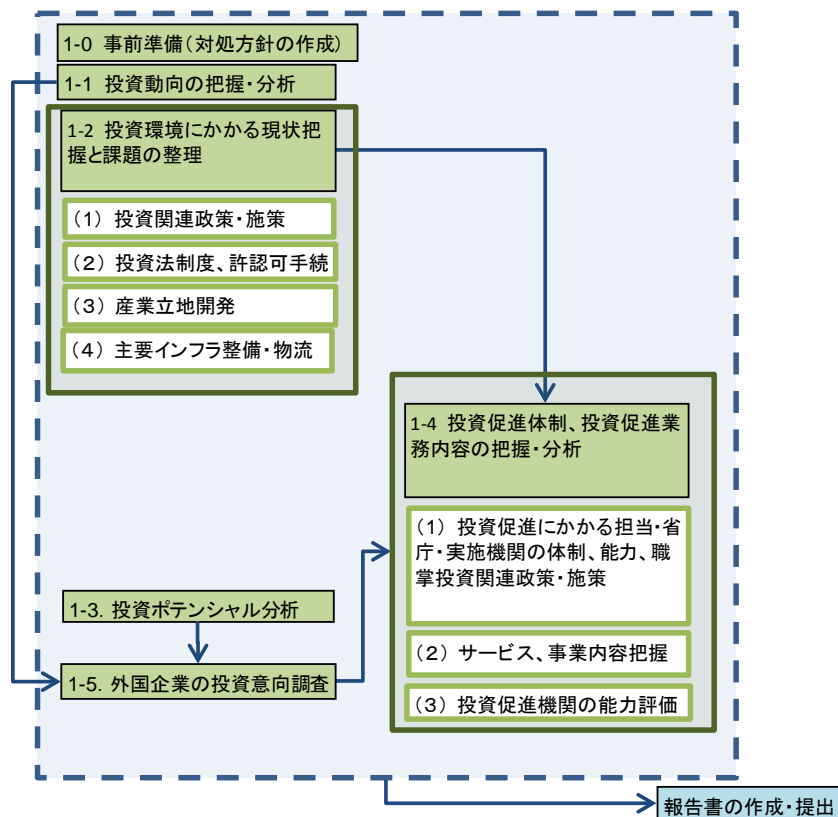 1-0 事前準備（対処方針の作成）
1-1 投資動向の把握・分析
1-2 投資環境にかかる現状把
握と課題の整理
（1） 投資関連政策・施策
（2） 投資法制度、許認可手続
（3） 産業立地開発
（4） 主要インフラ整備・物流
1-4 投資促進体制、投資促進業
務内容の把握・分析
（1） 投資促進にかかる担当・省
庁・実施機関の体制、能力、職
掌投資関連政策・施策
（2） サービス、事業内容把握
（3） 投資促進機関の能力評価
1-3. 投資ポテンシャル分析
1-5. 外国企業の投資意向調査
報告書の作成・提出